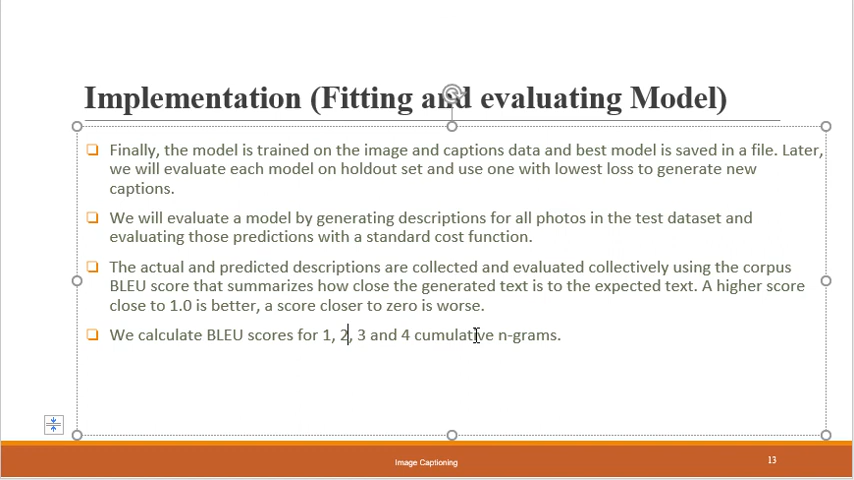 Implementation (Fitting and evaluating Model)
Finally, the model is trained on the image and captions data and best model is saved in a file. Later,
we will evaluate each model on holdout set and use one with lowest loss to generate new
captions.
We will evaluate a model by generating descriptions for all photos in the test dataset and
evaluating those predictions with a standard cost function.
The actual and predicted descriptions are collected and evaluated collectively using the corpus
BLEU score that summarizes how close the generated text is to the expected text. A higher score
close to 1.0 is better, a score closer to zero is worse.
We calculate BLEU scores for 1, 2, 3 and 4 cumulative n-grams.
Image Captioning
13